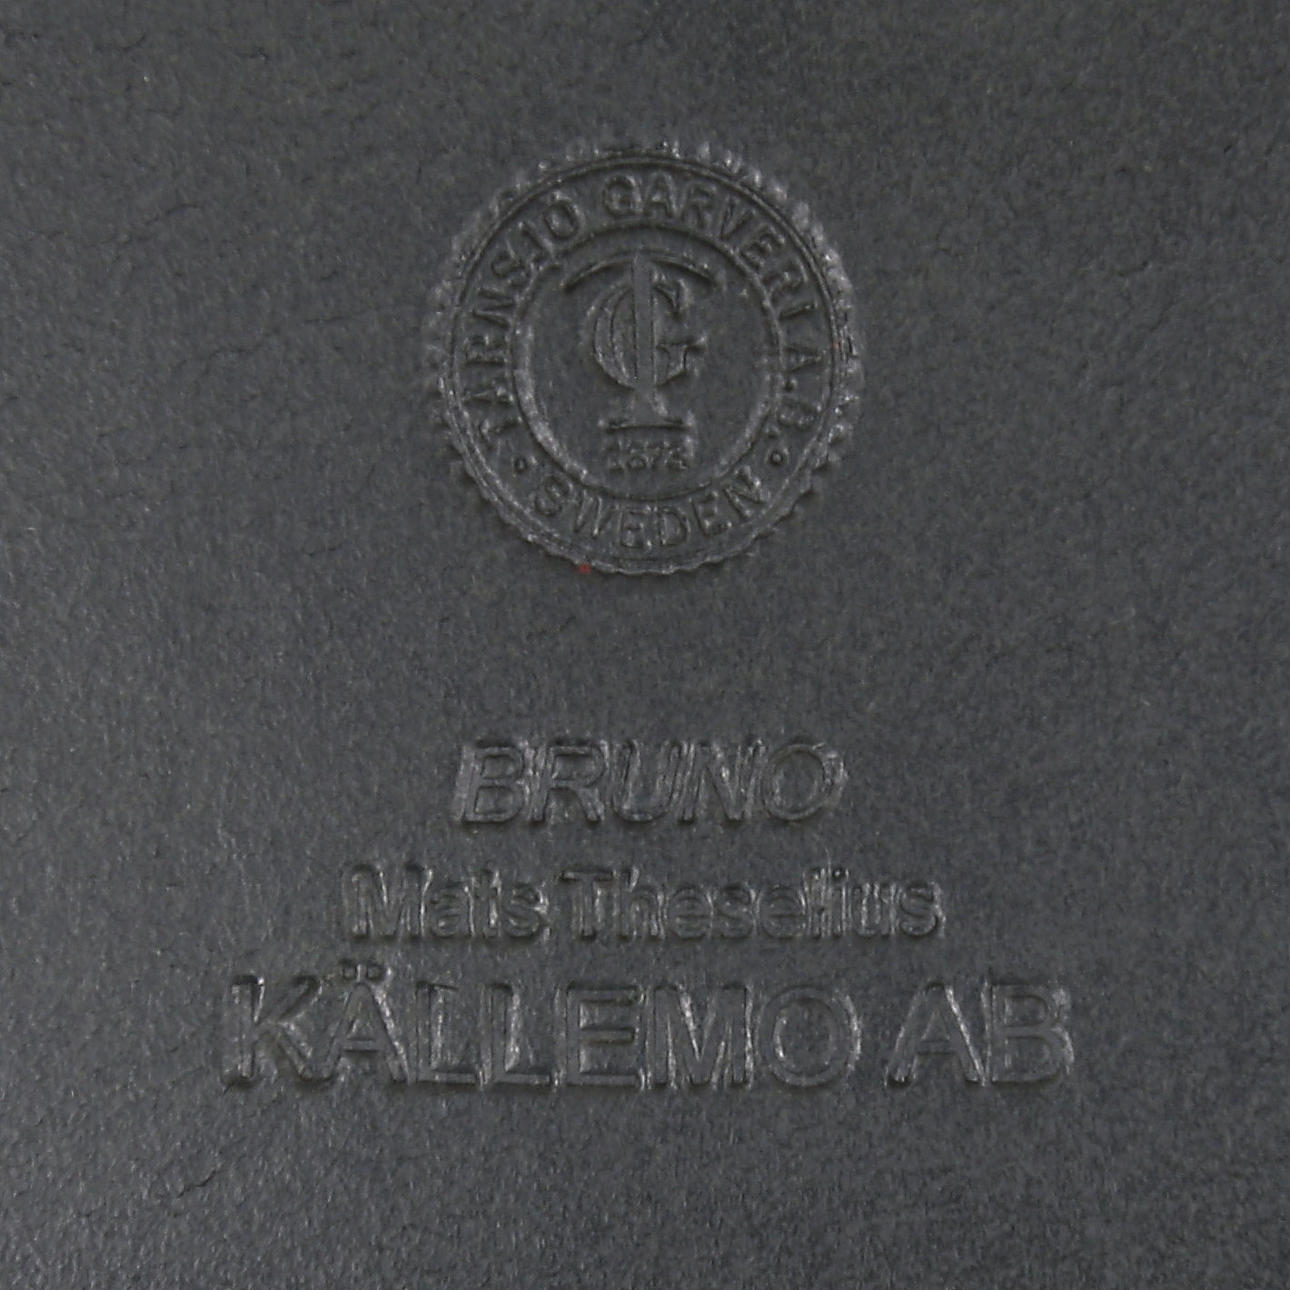 TÄRNSJÖ GARVERI A.B.
TG
1873
SWEDEN
BRUNO
Mats Theselius
KÄLLEMO AB